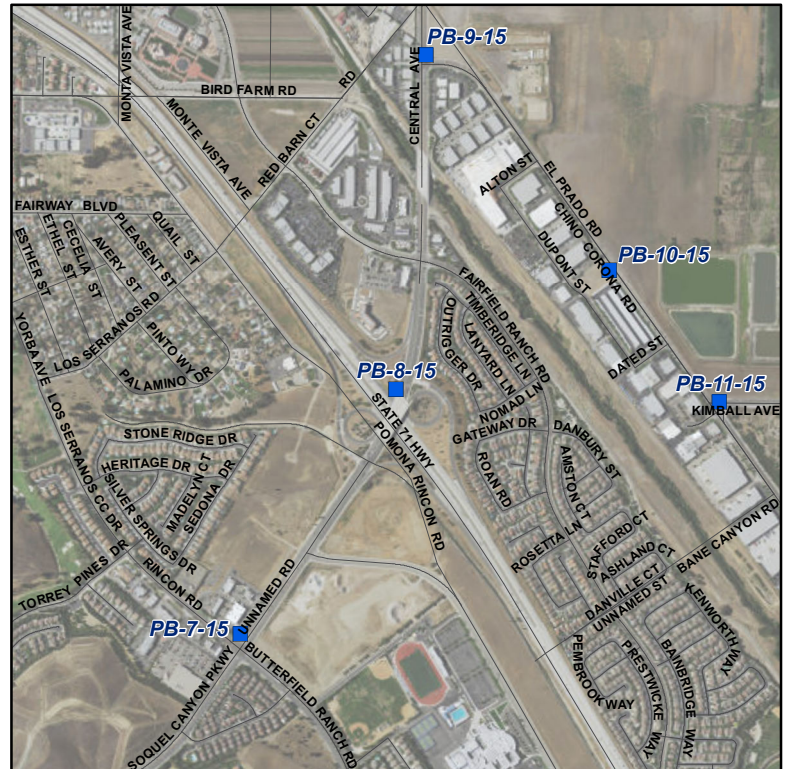 MONTA VISTA AVE
PB-9-15
CENTRAL AVE
BIRD FARM RD
RD
MONTE VISTA AVE
RED BARN CT
ALTON ST
EL PRADO RD
FAIRWAY BLVD
QUAIL ST
PLEASENT ST
AVERY ST
CECELIA ST
ETHEL ST
ESTHER ST
CHINO CORONA RD
DUPONT ST
PB-10-15
FAIRFIELD RANCH RD
TIMBERIDGE LN
LANYARD LN
OUTRIGGER DR
LOS SERRANOS RD
PINTO WY
PALAMINO DR
YORBA AVE
DATED ST
PB-8-15
PB-11-15
KIMBALL AVE
STATE 71 HWY
NOMAD LN
GATEWAY DR
DANBURY ST
POMONA RINCON RD
LOS SERRANOS CC DR
STONE RIDGE DR
HERITAGE DR
MADELYN CT
SEDONA DR
SILVER SPRINGS DR
ROAN RD
AMSTON CT
ROSETTA LN
STAFFORD CT
ASHLAND CT
BANE CANYON RD
DANVILLE CT
UNNAMED ST
TORREY PINES DR
RINCON RD
UNNAMED RD
PB-7-15
KENWORTH WAY
BUTTERFIELD RANCH RD
SOQUEL CANYON PKWY
PEMBROOK WAY
PRESTWICKE WAY
BAINBRIDGE WAY